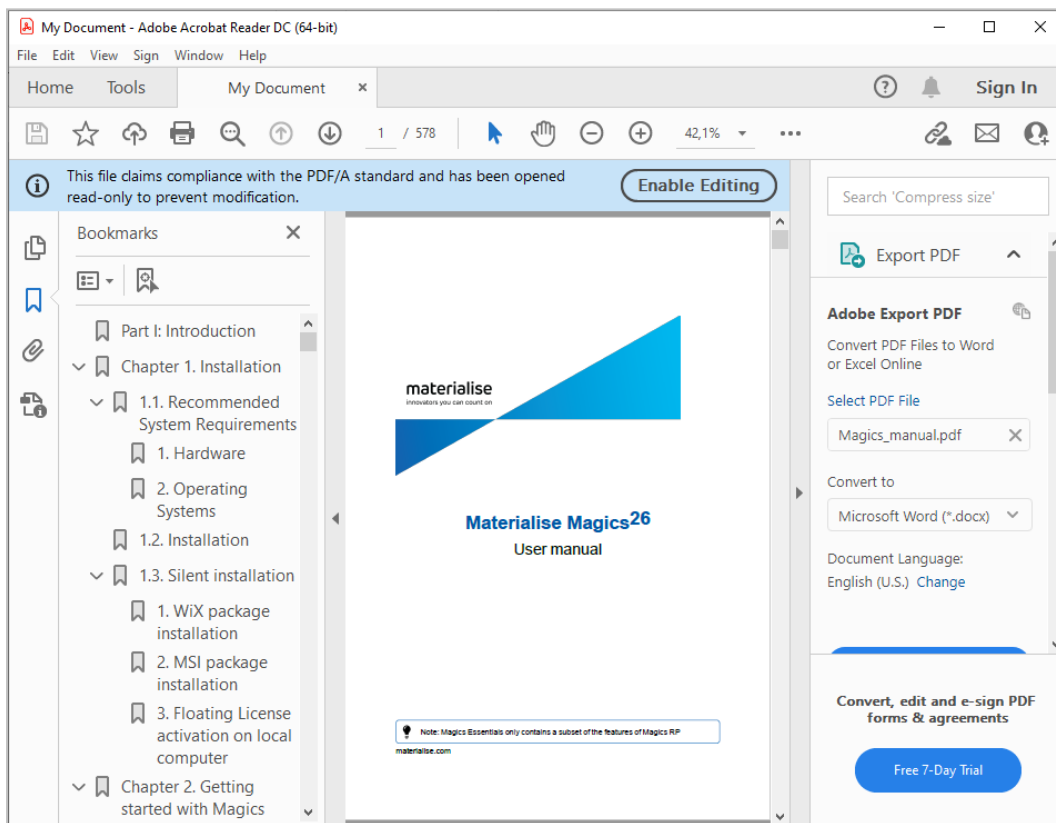 My Document - Adobe Acrobat Reader DC (64-bit)
File Edit View Sign Window Help
Home Tools My Document × Sign In
1 / 578 42,1%
This file claims compliance with the PDF/A standard and has been opened
read-only to prevent modification.
Enable Editing
Bookmarks
Part I: Introduction
Chapter 1. Installation
1.1. Recommended
System Requirements
1. Hardware
2. Operating
Systems
1.2. Installation
1.3. Silent installation
1. WiX package
installation
2. MSI package
installation
3. Floating License
activation on local
computer
Chapter 2. Getting
started with Magics
materialise
innovators you can count on
Materialise Magics26
User manual
Note: Magics Essentials only contains a subset of the features of Magics RP
materialise.com
Search 'Compress size'
Export PDF
Adobe Export PDF
Convert PDF Files to Word
or Excel Online
Select PDF File
Magics_manual.pdf
Convert to
Microsoft Word (*.docx)
Document Language:
English (U.S.) Change
Convert, edit and e-sign PDF
forms & agreements
Free 7-Day Trial